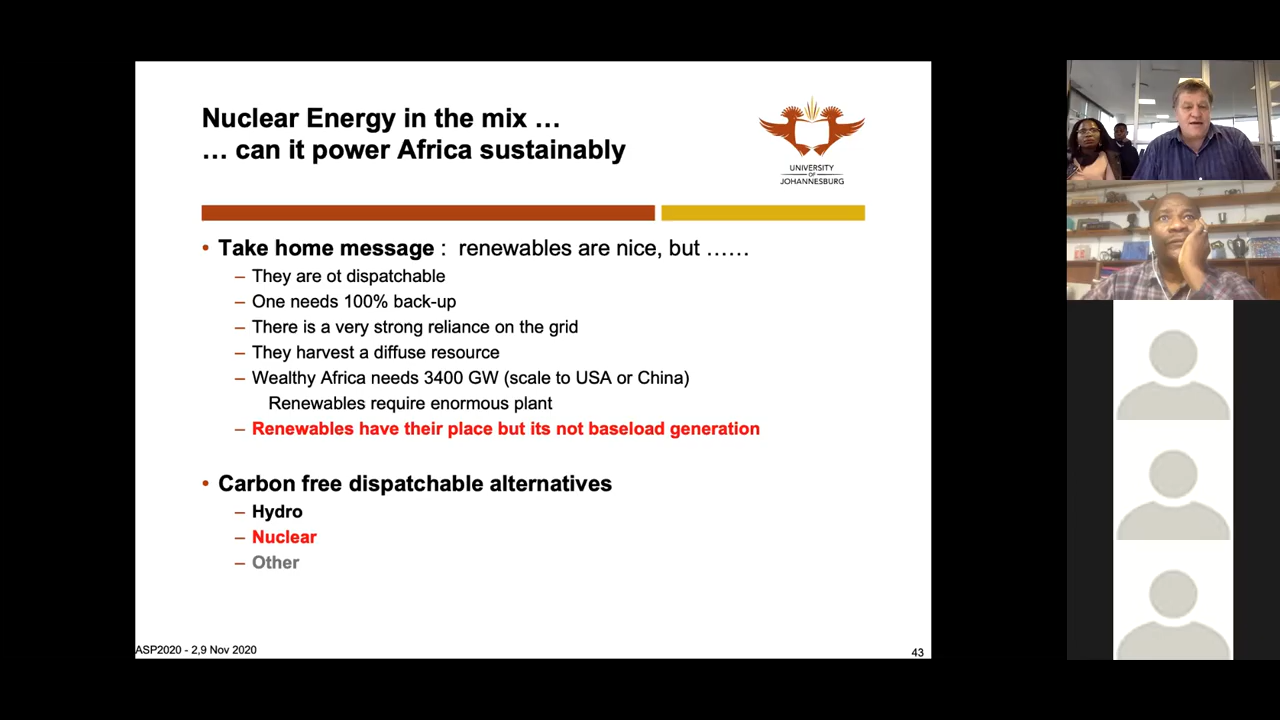 Nuclear Energy in the mix …
… can it power Africa sustainably
UNIVERSITY
OF
JOHANNESBURG
• Take home message : renewables are nice, but ……
– They are ot dispatchable
– One needs 100% back-up
– There is a very strong reliance on the grid
– They harvest a diffuse resource
– Wealthy Africa needs 3400 GW (scale to USA or China)
Renewables require enormous plant
– Renewables have their place but its not baseload generation
• Carbon free dispatchable alternatives
– Hydro
– Nuclear
– Other
ASP2020 - 2,9 Nov 2020
43